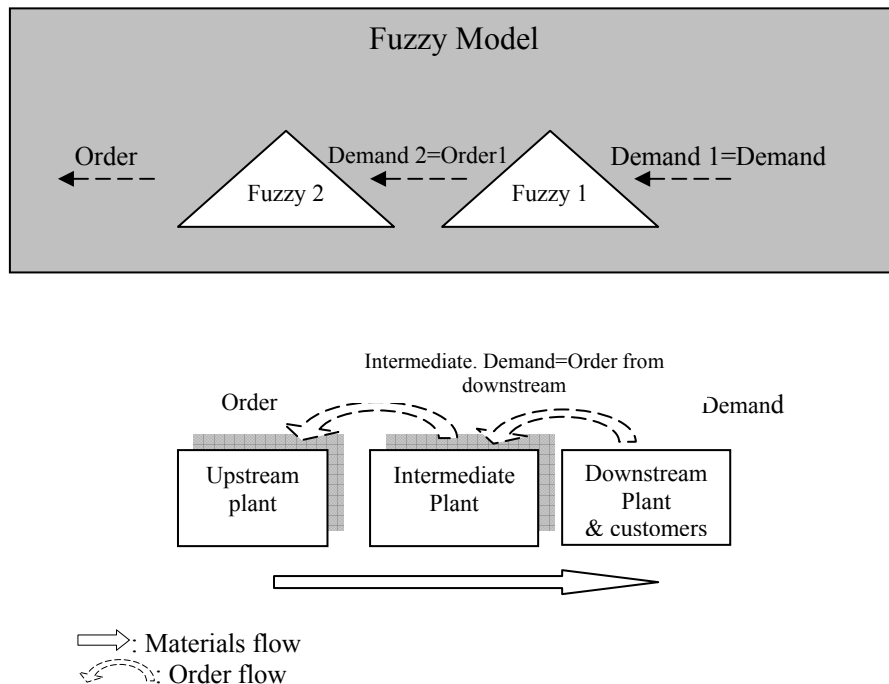 Fuzzy Model
Order
Demand 2=Order1
Demand 1=Demand
Fuzzy 2
Fuzzy 1
Intermediate. Demand=Order from
downstream
Order
Demand
Upstream
plant
Intermediate
Plant
Downstream
Plant
& customers
: Materials flow
: Order flow